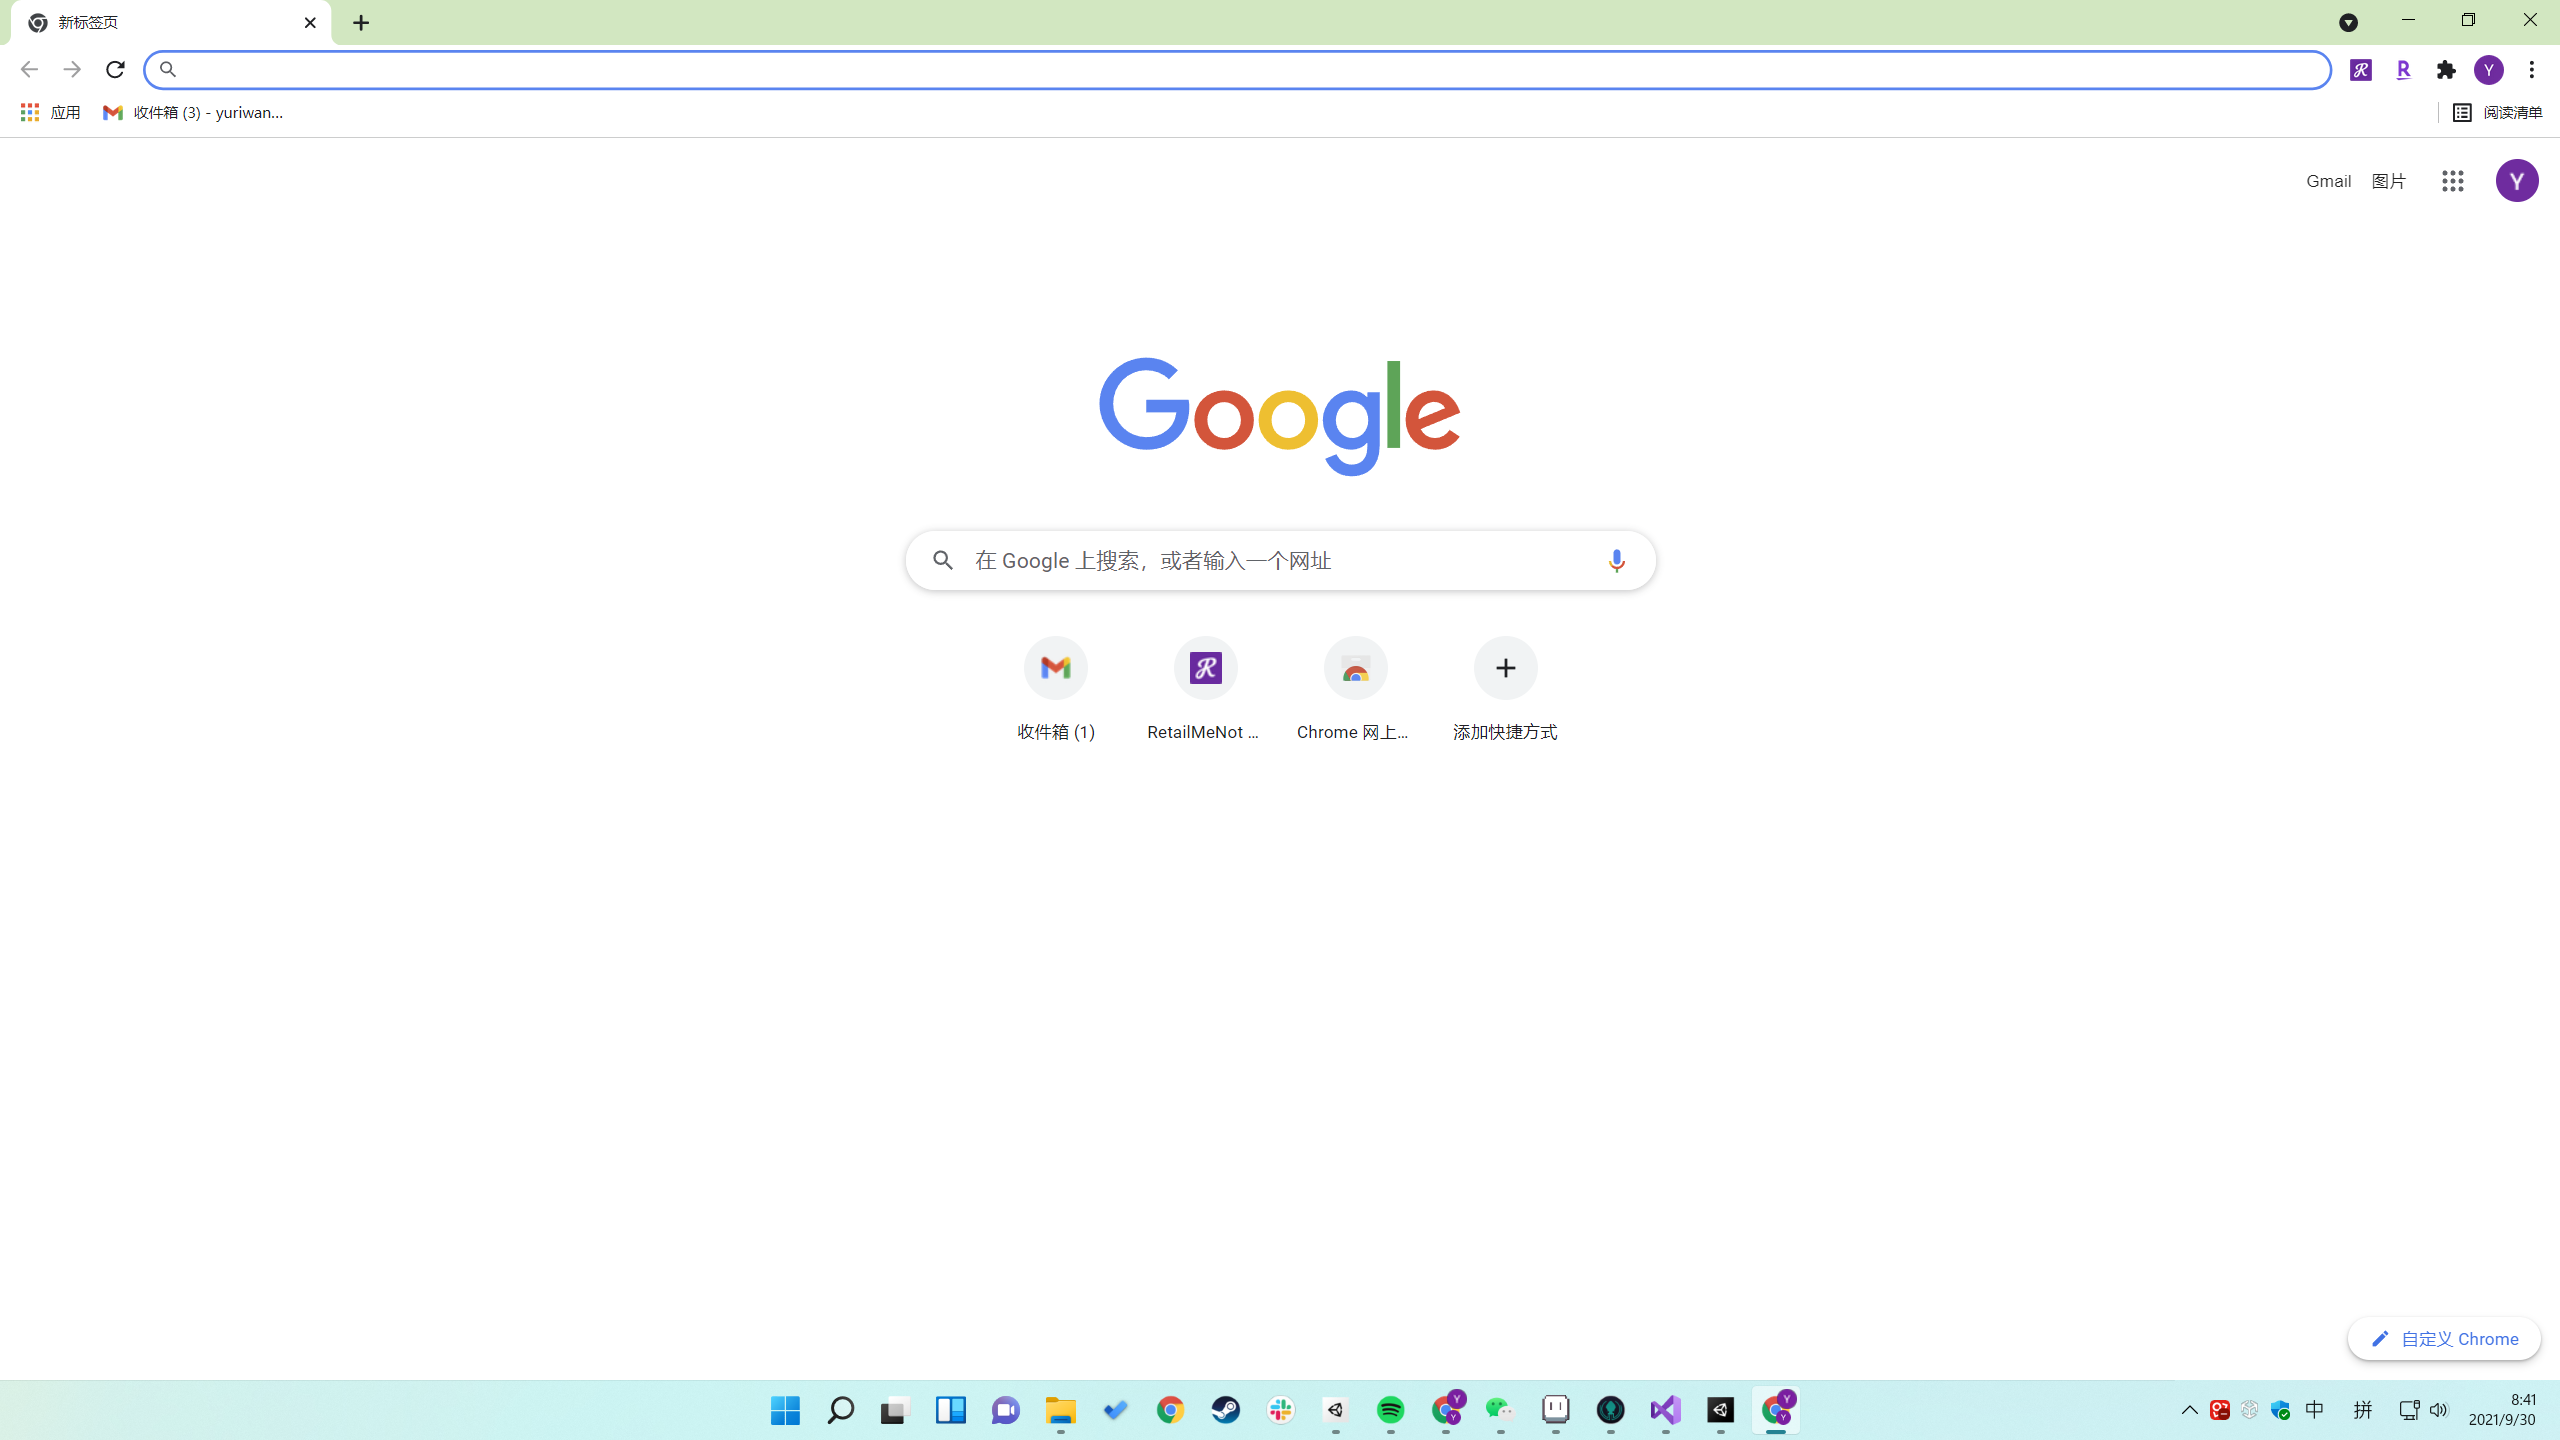 新标签页
应用
收件箱 (3) - yuriwan...
阅读清单
Gmail
图片
Y
Google
在 Google 上搜索，或者输入一个网址
收件箱 (1)
RetailMeNot ...
Chrome 网上...
添加快捷方式
自定义 Chrome
中
拼
8:41
2021/9/30